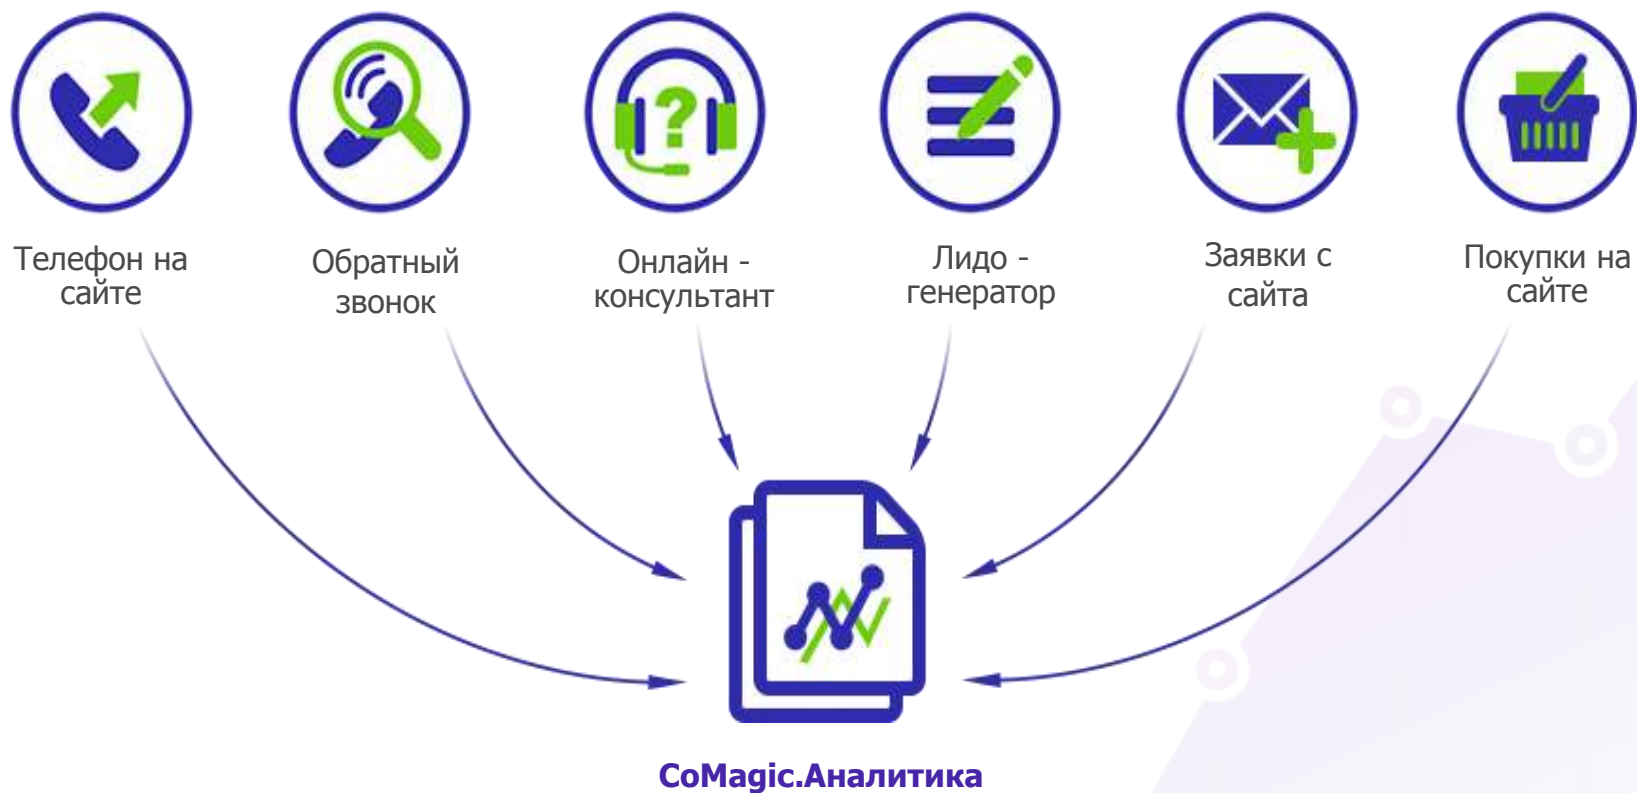 Телефон на
сайте
Обратный
звонок
Онлайн -
консультант
Лидо -
генератор
Заявки с
сайта
Покупки на
сайте
CoMagic.Аналитика